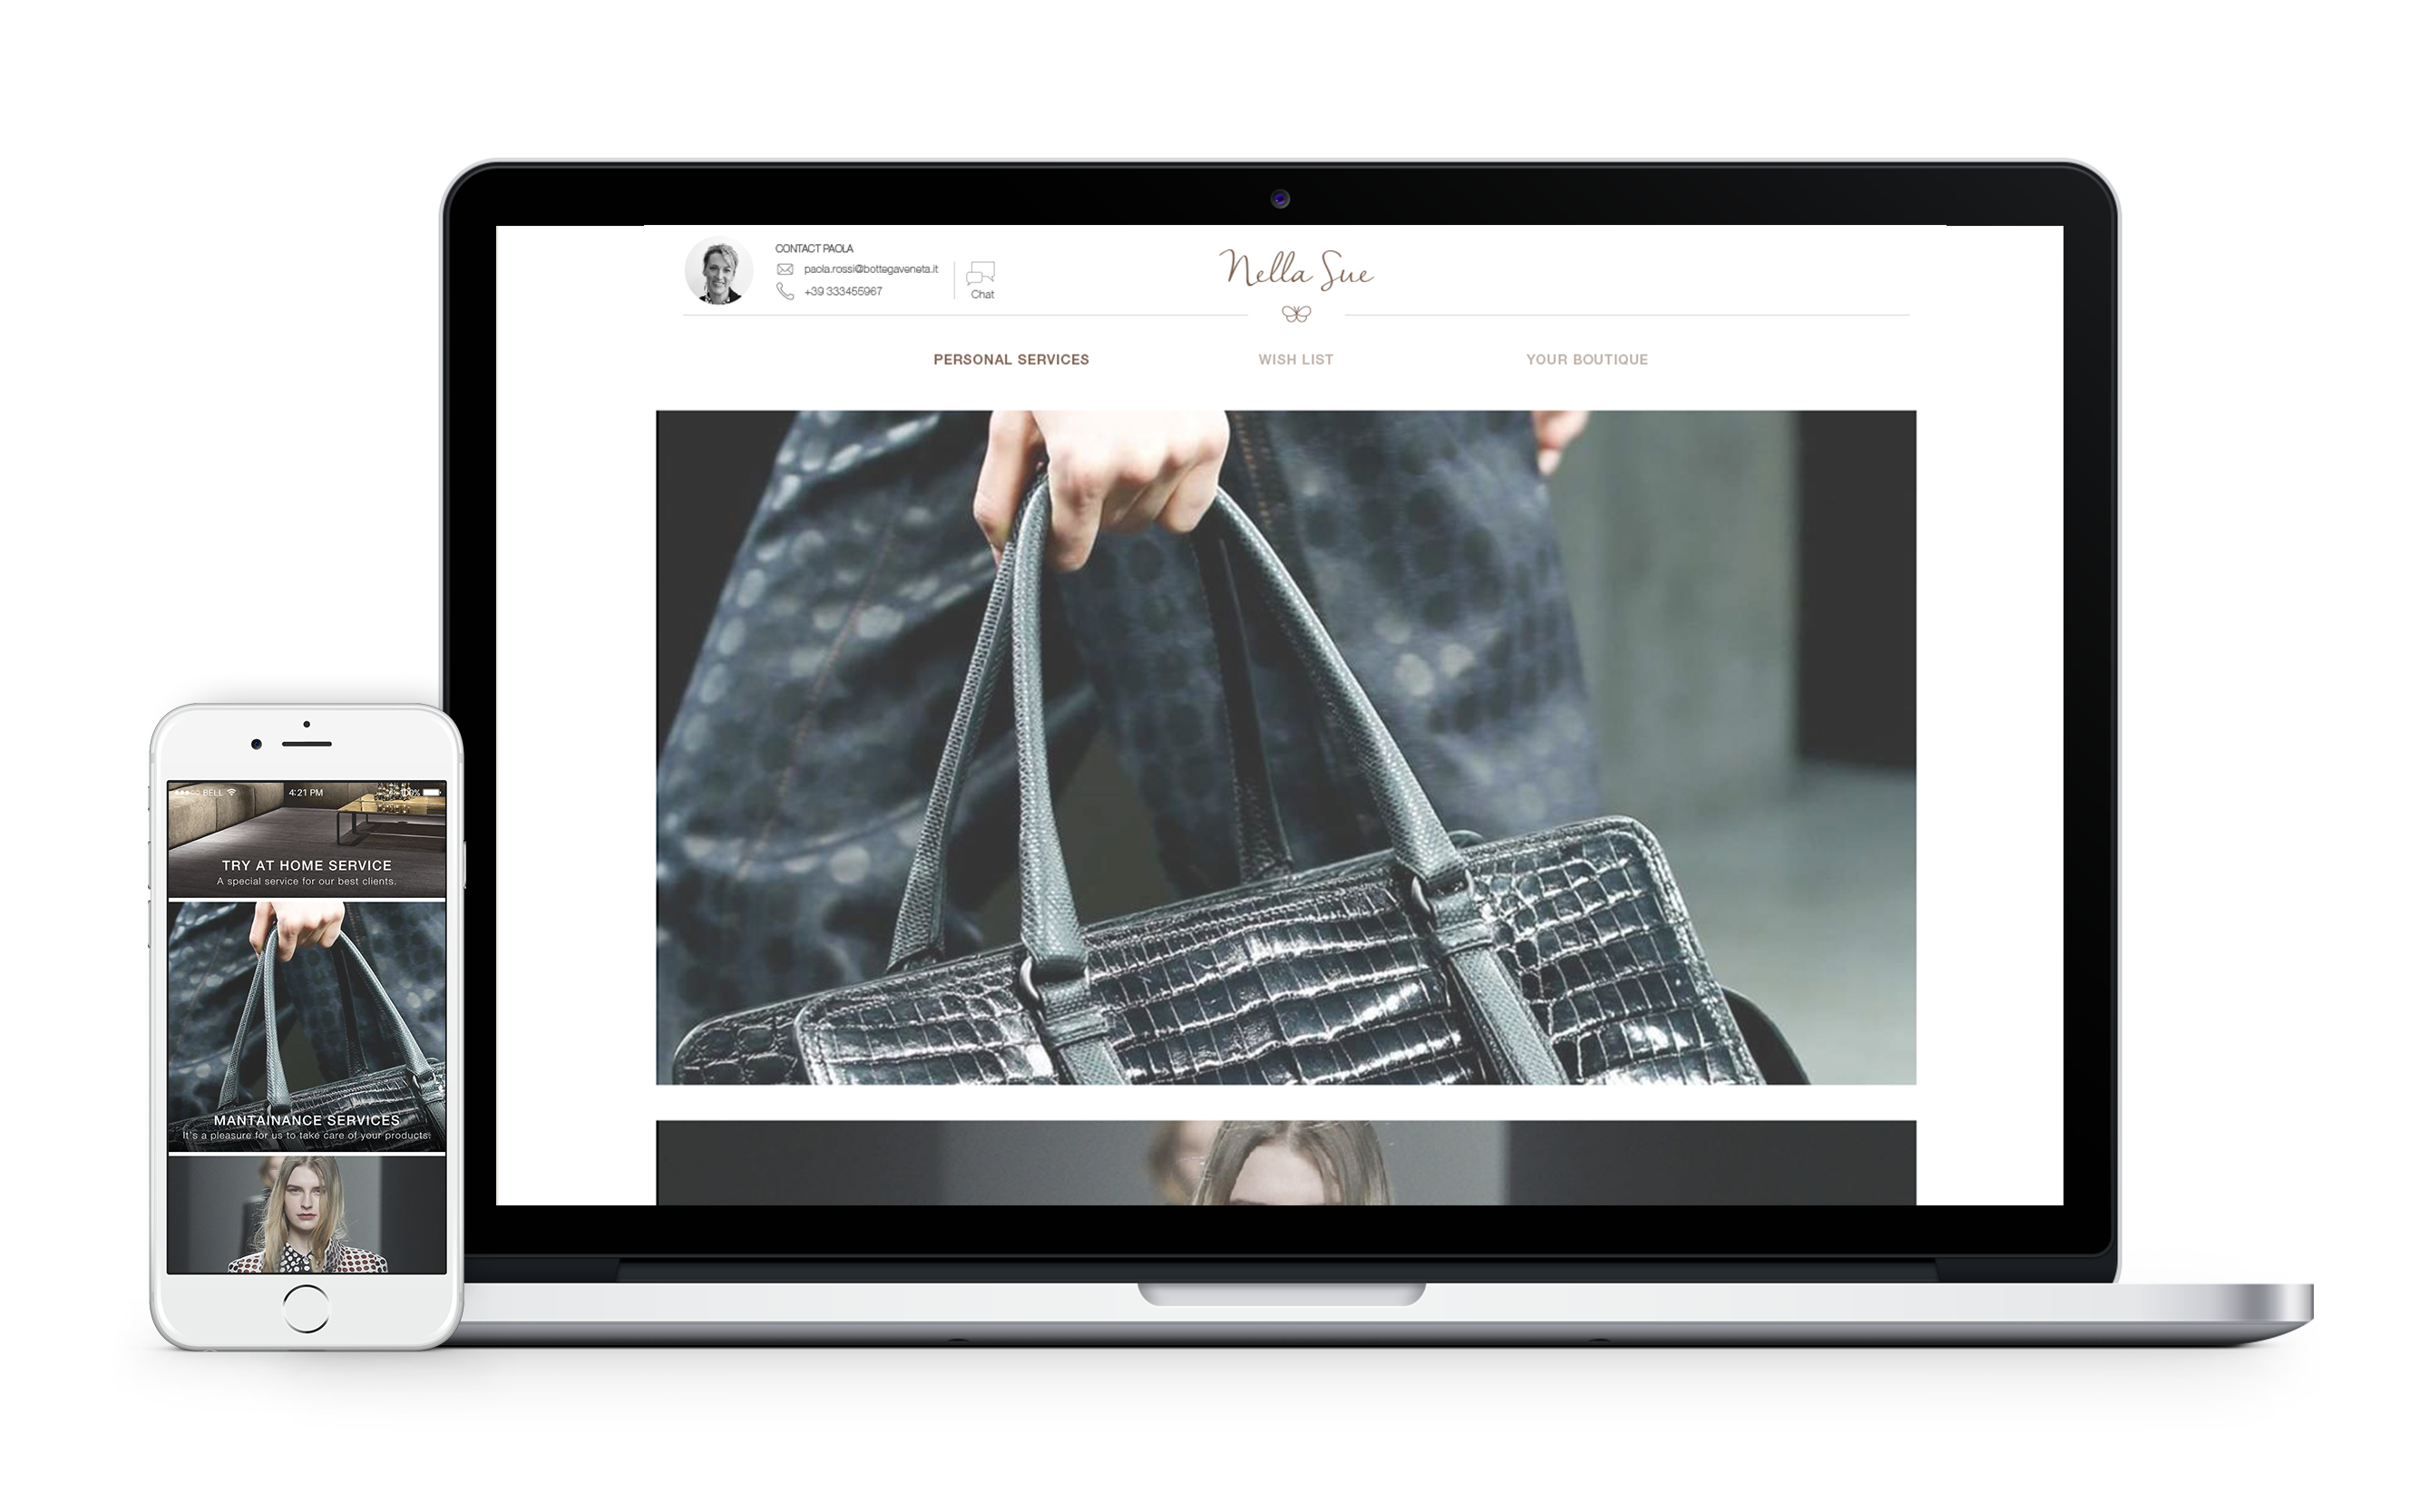 CONTACT PAOLA
paola.rossi@bottegaveneta.it
+39 333455967
Chat
Nella Sue
PERSONAL SERVICES
WISH LIST
YOUR BOUTIQUE
BELL
4:21 PM
100%
TRY AT HOME SERVICE
A special service for our best clients.
MANTAINANCE SERVICES
It's a pleasure for us to take care of your products.